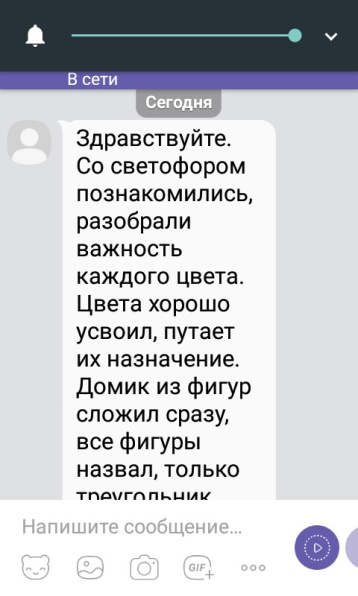 В сети
Сегодня
Здравствуйте.
Со светофором
познакомились,
разобрали
важность
каждого цвета.
Цвета хорошо
усвоил, путает
их назначение.
Домик из фигур
сложил сразу,
все фигуры
назвал, только
треугольник
Напишите сообщение...
GIF+